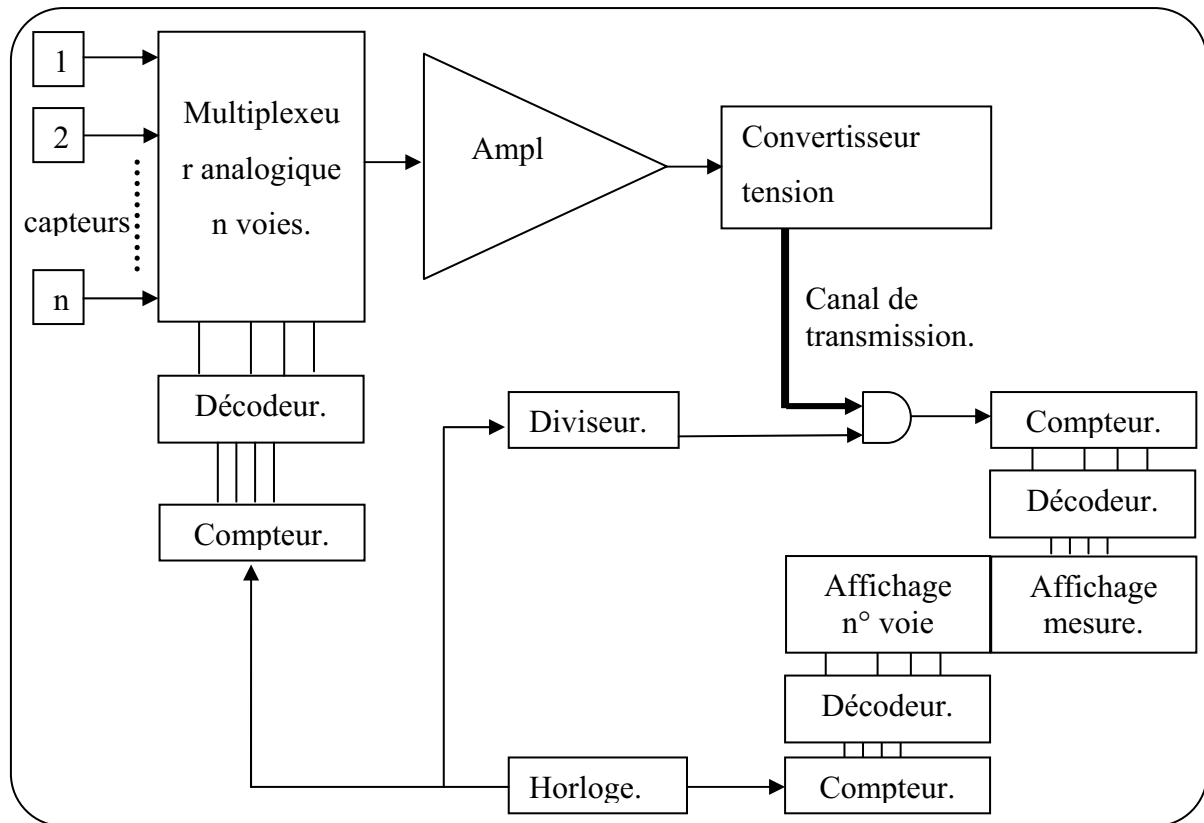 1
2
capteurs
n
Multiplexeu
r analogique
n voies.
Ampl
Convertisseur
tension
Canal de
transmission.
Décodeur.
Compteur.
Diviseur.
Compteur.
Décodeur.
Affichage
n° voie
Affichage
mesure.
Décodeur.
Horloge.
Compteur.